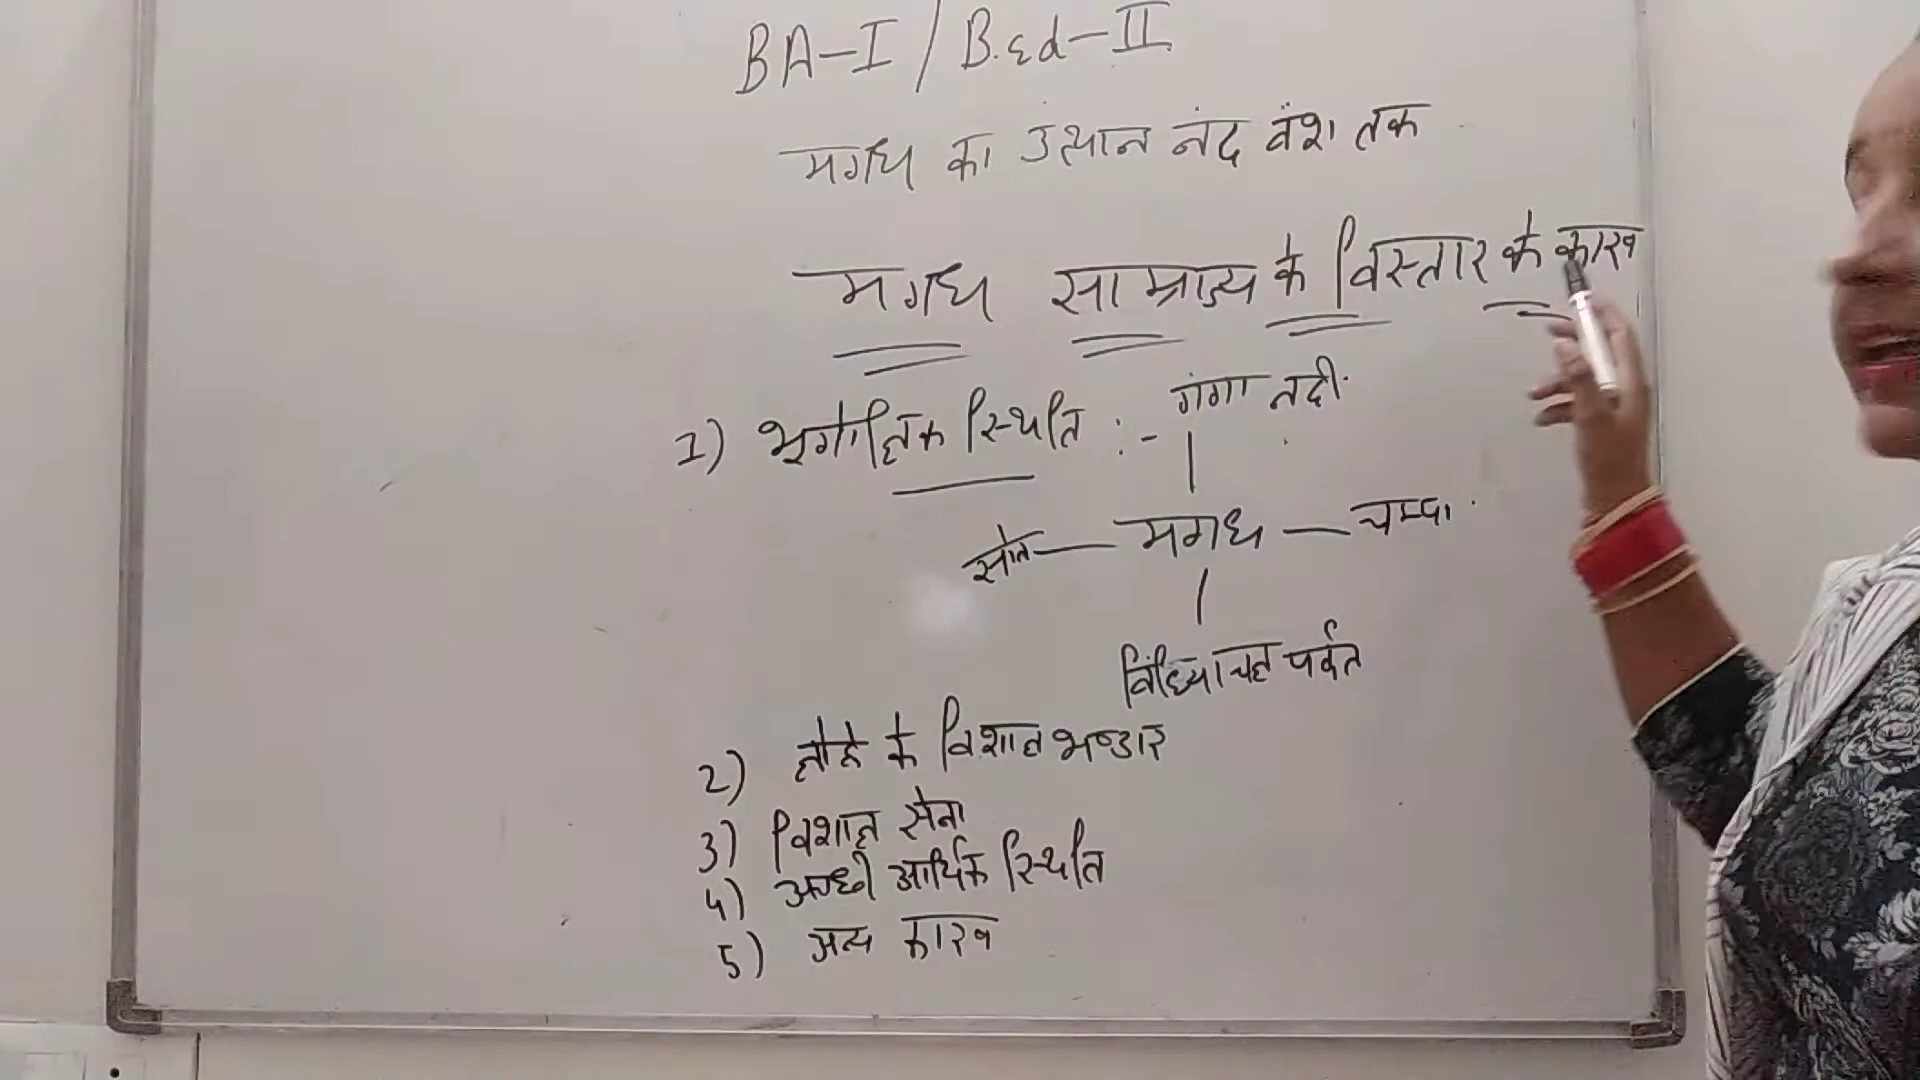 BA-I / B.ed-II
मगध का उत्थान नंद वंश तक
मगध साम्राज्य के विस्तार के कारण
1) भूगोलिक स्थिति :- गंगा नदी
सोन — मगध — चम्पा
विंध्याचल पर्वत
2) लोहे के विशाल भण्डार
3) विशाल सेना
4) अच्छी आर्थिक स्थिति
5) अन्य कारण